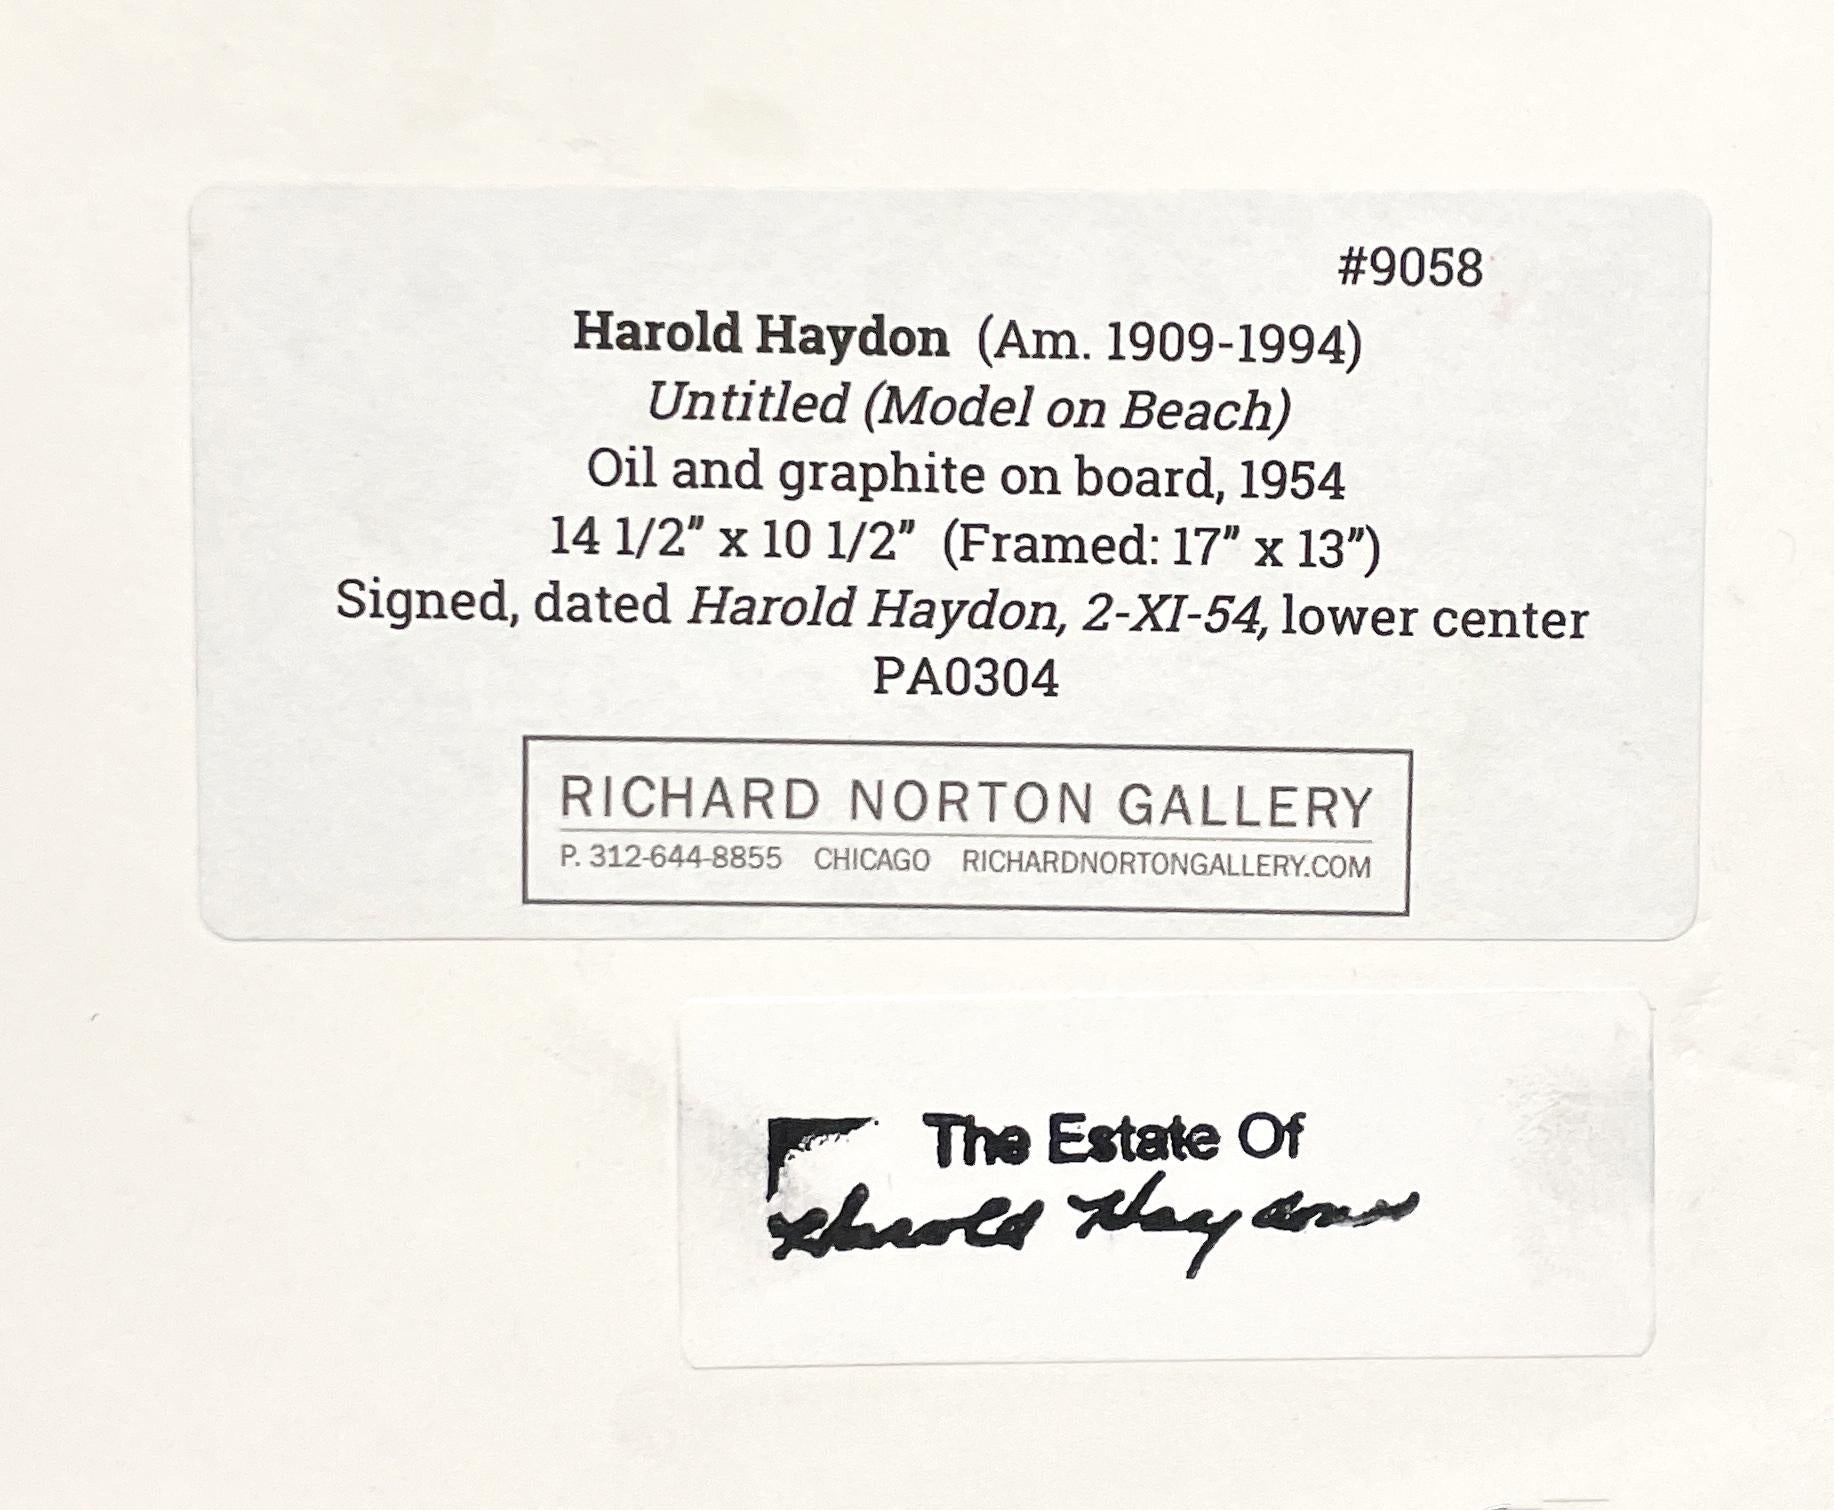 #9058
Harold Haydon (Am. 1909-1994)
Untitled (Model on Beach)
Oil and graphite on board, 1954
14 1/2" x 10 1/2" (Framed: 17" x 13")
Signed, dated Harold Haydon, 2-XI-54, lower center
PA0304
RICHARD NORTON GALLERY
P. 312-644-8855 CHICAGO RICHARDNORTONGALLERY.COM
The Estate Of
Harold Haydon